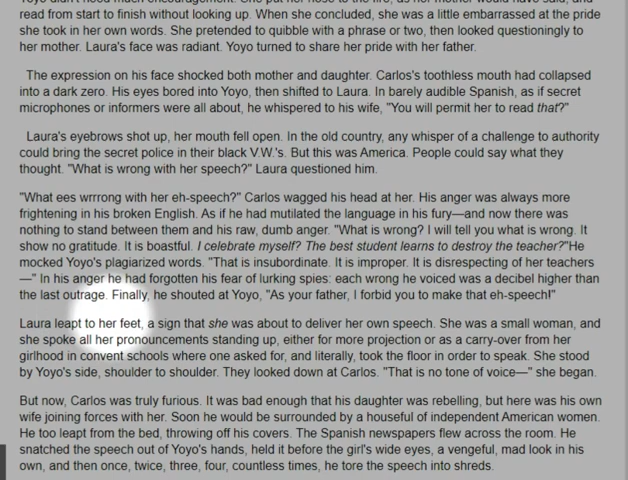 Yoyo didn't need much encouragement. She put her nose to the fire, as her mother would have said, and
read from start to finish without looking up. When she concluded, she was a little embarrassed at the pride
she took in her own words. She pretended to quibble with a phrase or two, then looked questioningly to
her mother. Laura's face was radiant. Yoyo turned to share her pride with her father.
The expression on his face shocked both mother and daughter. Carlos's toothless mouth had collapsed
into a dark zero. His eyes bored into Yoyo, then shifted to Laura. In barely audible Spanish, as if secret
microphones or informers were all about, he whispered to his wife, "You will permit her to read that?"
Laura's eyebrows shot up, her mouth fell open. In the old country, any whisper of a challenge to authority
could bring the secret police in their black V.W.'s. But this was America. People could say what they
thought. "What is wrong with her speech?" Laura questioned him.
"What ees wrrrong with her eh-speech?" Carlos wagged his head at her. His anger was always more
frightening in his broken English. As if he had mutilated the language in his fury—and now there was
nothing to stand between them and his raw, dumb anger. "What is wrong? I will tell you what is wrong. It
show no gratitude. It is boastful. I celebrate myself? The best student learns to destroy the teacher?"He
mocked Yoyo's plagiarized words. "That is insubordinate. It is improper. It is disrespecting of her teachers
—" In his anger he had forgotten his fear of lurking spies: each wrong he voiced was a decibel higher than
the last outrage. Finally, he shouted at Yoyo, "As your father, I forbid you to make that eh-speech!"
Laura leapt to her feet, a sign that she was about to deliver her own speech. She was a small woman, and
she spoke all her pronouncements standing up, either for more projection or as a carry-over from her
girlhood in convent schools where one asked for, and literally, took the floor in order to speak. She stood
by Yoyo's side, shoulder to shoulder. They looked down at Carlos. "That is no tone of voice—" she began.
But now, Carlos was truly furious. It was bad enough that his daughter was rebelling, but here was his own
wife joining forces with her. Soon he would be surrounded by a houseful of independent American women.
He too leapt from the bed, throwing off his covers. The Spanish newspapers flew across the room. He
snatched the speech out of Yoyo's hands, held it before the girl's wide eyes, a vengeful, mad look in his
own, and then once, twice, three, four, countless times, he tore the speech into shreds.